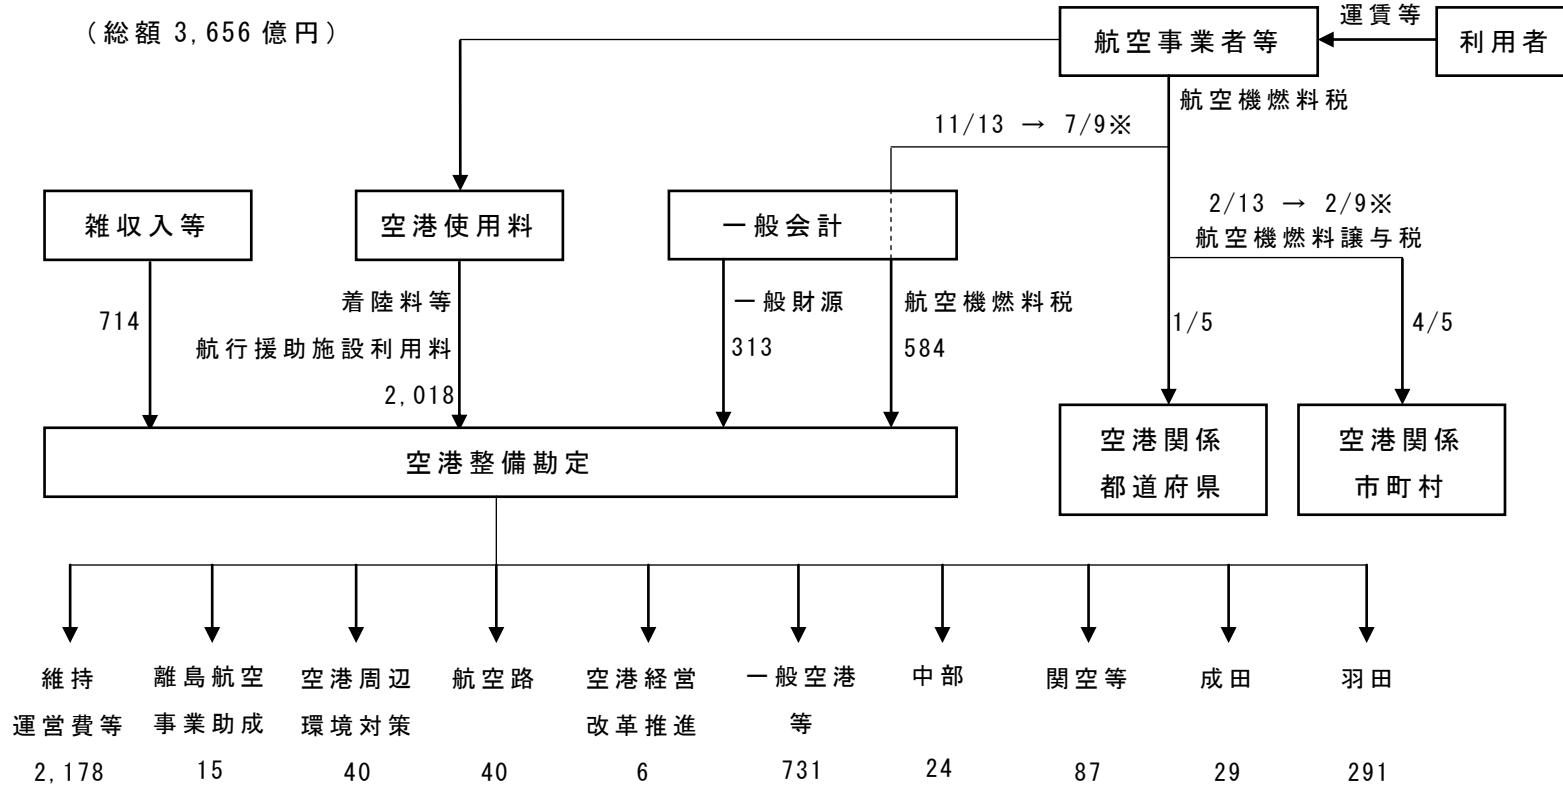 （総額 3,656 億円）
航空事業者等
運賃等
利用者
航空機燃料税
11/13 → 7/9※
2/13 → 2/9※
航空機燃料譲与税
雑収入等
空港使用料
一般会計
714
着陸料等
航行援助施設利用料
2,018
一般財源
313
航空機燃料税
584
1/5
4/5
空港整備勘定
空港関係
都道府県
空港関係
市町村
維持
運営費等
2,178
離島航空
事業助成
15
空港周辺
環境対策
40
航空路
40
空港経営
改革推進
6
一般空港
等
731
中部
24
関空等
87
成田
29
羽田
291